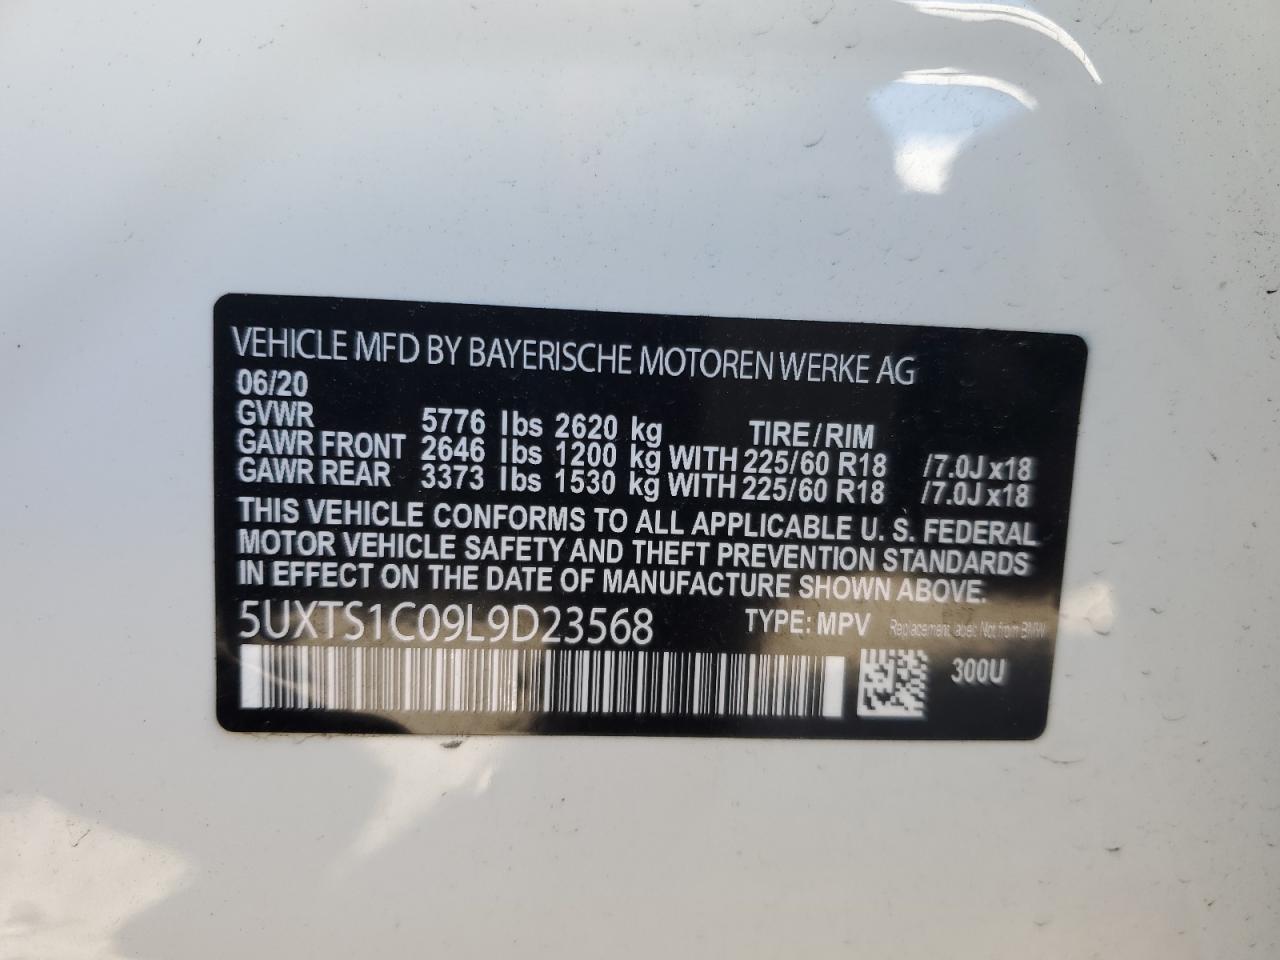 VEHICLE MFD BY BAYERISCHE MOTOREN WERKE AG
06/20
GVWR 5776 lbs 2620 kg TIRE/RIM
GAWR FRONT 2646 lbs 1200 kg WITH 225/60 R18 /7.0J x18
GAWR REAR 3373 lbs 1530 kg WITH 225/60 R18 /7.0J x18
THIS VEHICLE CONFORMS TO ALL APPLICABLE U. S. FEDERAL
MOTOR VEHICLE SAFETY AND THEFT PREVENTION STANDARDS
IN EFFECT ON THE DATE OF MANUFACTURE SHOWN ABOVE.
5UXTS1C09L9D23568 TYPE: MPV Replacement label: Not from BMW
300U